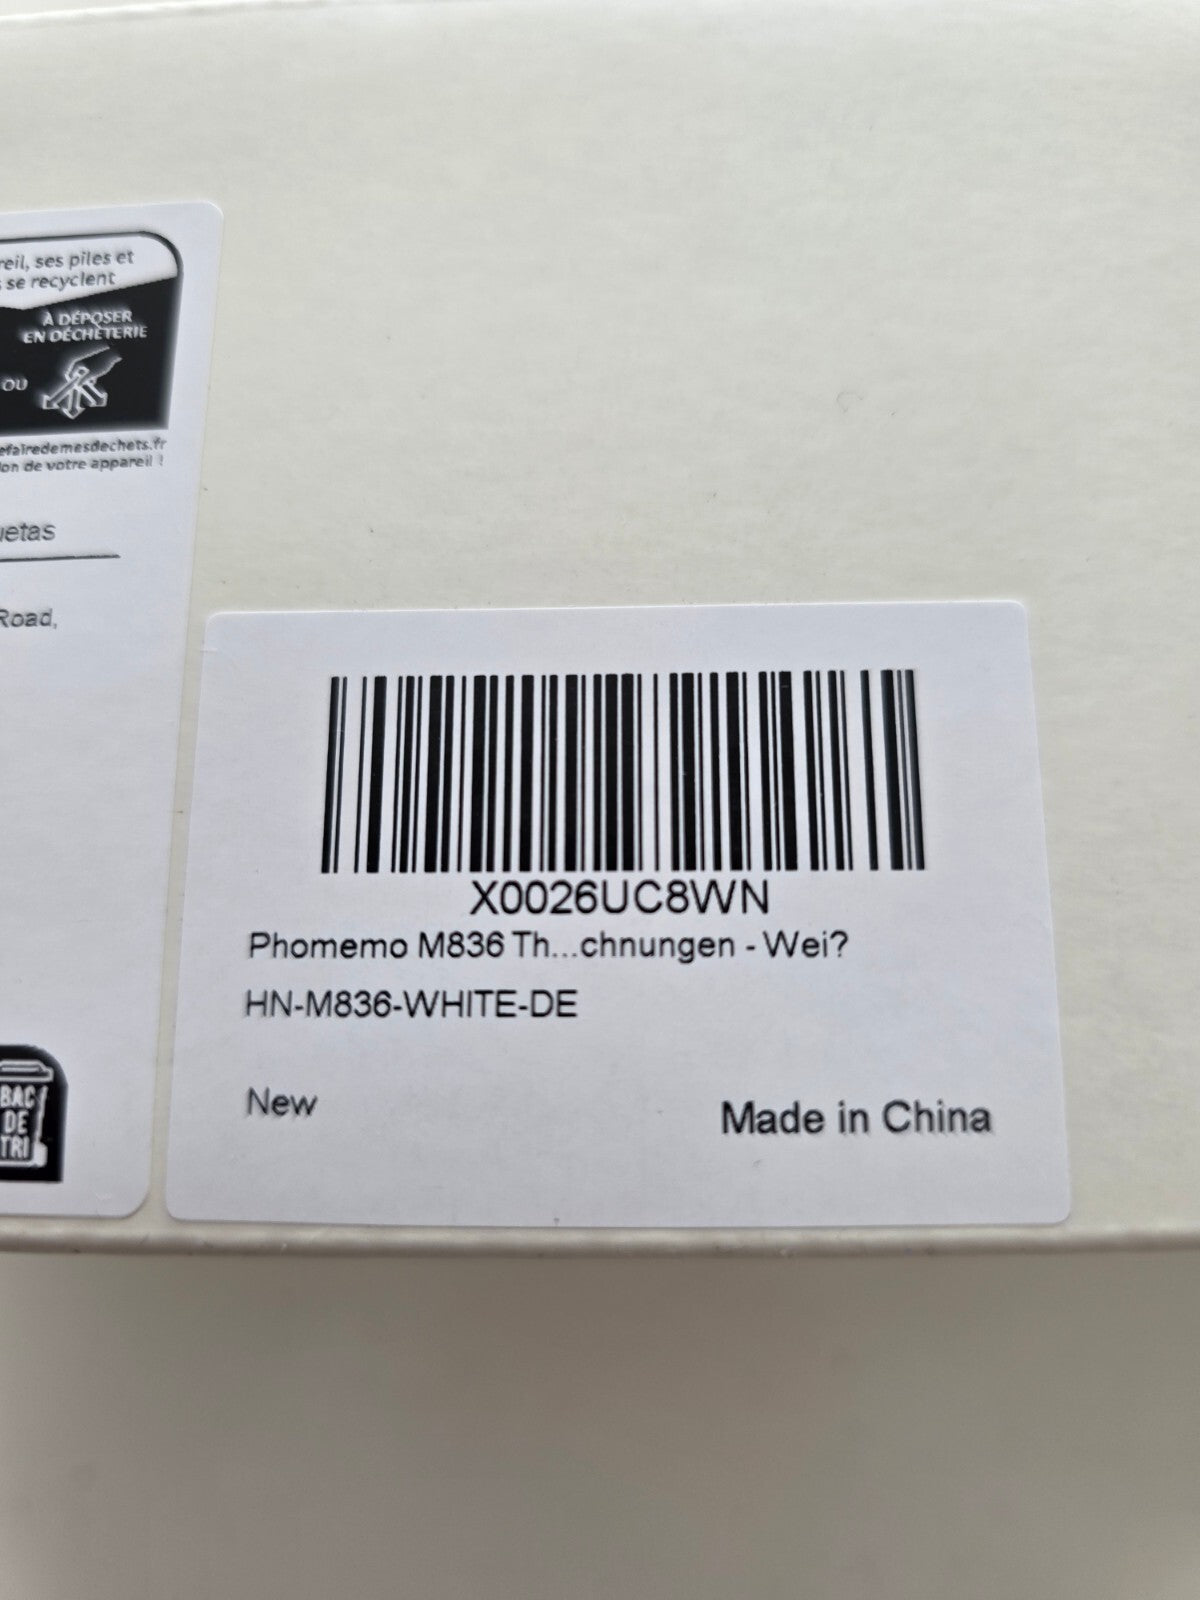 reil, ses piles et
s se recyclent
À DÉPOSER
EN DÉCHÈTERIE
OU
efairedemesdechets.fr
ion de votre appareil !
uetas
Road,
BAC
DE
TRI
X0026UC8WN
Phomemo M836 Th...chnungen - Wei?
HN-M836-WHITE-DE
New
Made in China